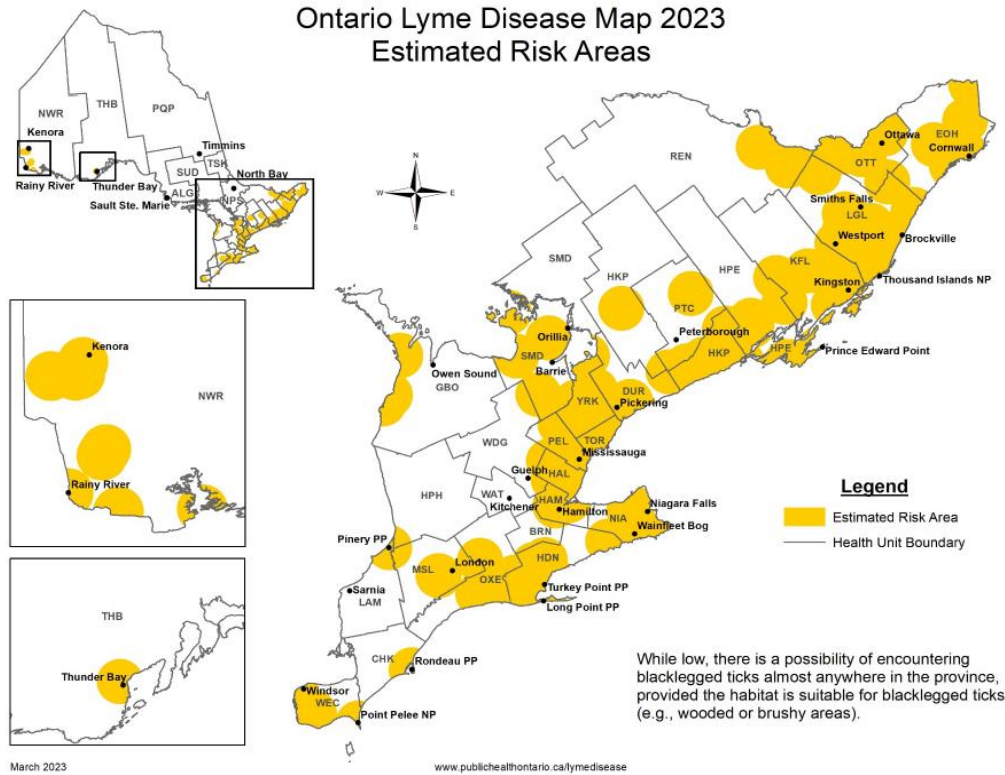 Ontario Lyme Disease Map 2023
Estimated Risk Areas
NWR
THB
PQP
Kenora
Timmins
TSK
SUD
Rainy River
Thunder Bay
North Bay
ALG
NPS
Sault Ste. Marie
N
W
E
S
REN
Ottawa
EOH
Cornwall
OTT
Smiths Falls
LGL
Westport
Brockville
SMD
HKP
HPE
KFL
Kingston
Thousand Islands NP
PTC
Peterborough
HKP
HPE
Prince Edward Point
Orillia
SMD
Barrie
Owen Sound
GBO
YRK
DUR
Pickering
WDG
PEL
TOR
Mississauga
Guelph
HAL
HPH
WAT
Kitchener
HAM
Hamilton
Niagara Falls
NIA
Wainfleet Bog
BRN
Pinery PP
MSL
London
OXE
HDN
Turkey Point PP
Long Point PP
Sarnia
LAM
CHK
Rondeau PP
Windsor
WEC
Point Pelee NP
Kenora
NWR
Rainy River
THB
Thunder Bay
Legend
Estimated Risk Area
Health Unit Boundary
While low, there is a possibility of encountering
blacklegged ticks almost anywhere in the province,
provided the habitat is suitable for blacklegged ticks
(e.g., wooded or brushy areas).
March 2023
www.publichealthontario.ca/lymedisease